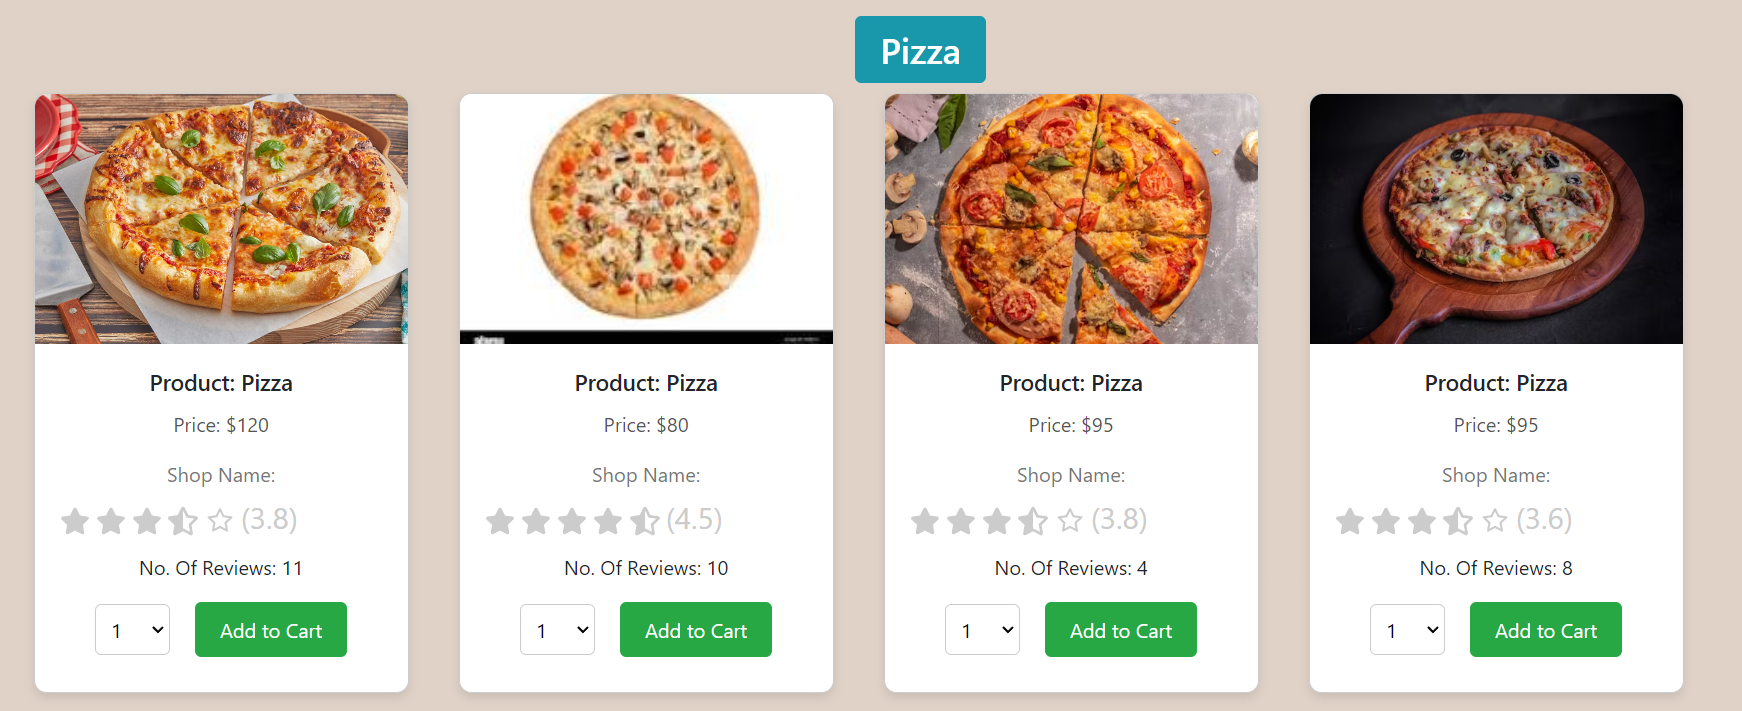 Pizza
Product: Pizza
Price: $120
Shop Name:
(3.8)
No. Of Reviews: 11
1
Add to Cart
Product: Pizza
Price: $80
Shop Name:
(4.5)
No. Of Reviews: 10
1
Add to Cart
Product: Pizza
Price: $95
Shop Name:
(3.8)
No. Of Reviews: 4
1
Add to Cart
Product: Pizza
Price: $95
Shop Name:
(3.6)
No. Of Reviews: 8
1
Add to Cart